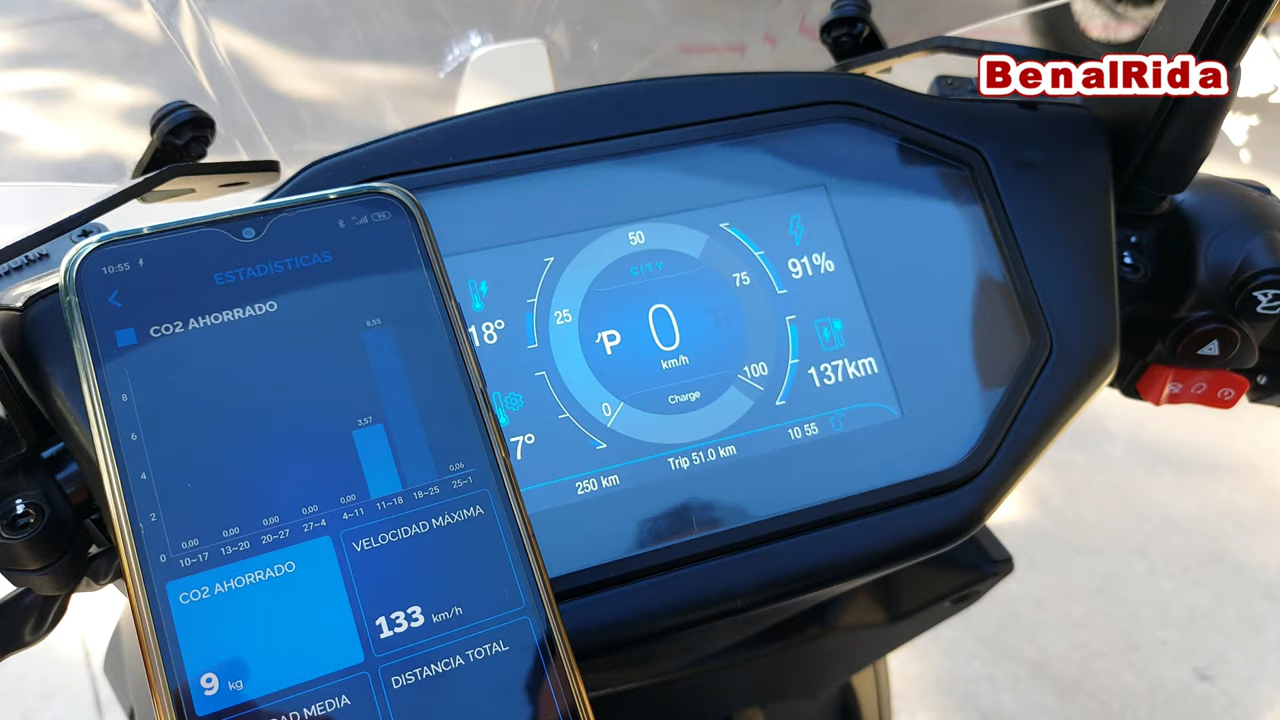 BenalRida
10:55
ESTADÍSTICAS
CO2 AHORRADO
8,55
8
6
4
2
0
3,57
0,00
0,00
0,00
0,00
0,00
0,06
10~17
13~20
20~27
27~4
4~11
11~18
18~25
25~1
CO2 AHORRADO
9 kg
VELOCIDAD MÁXIMA
133 km/h
DISTANCIA TOTAL
MEDIA
CITY
0
25
50
75
100
P
0
km/h
Charge
18°
7°
91%
137km
250 km
Trip 51.0 km
10 55